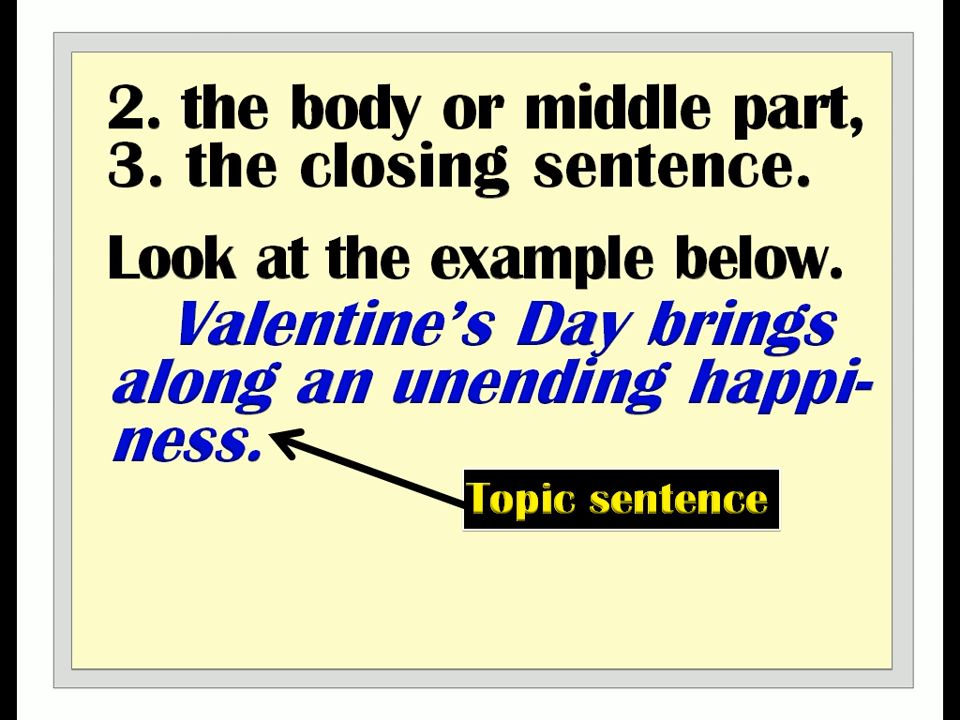 2. the body or middle part,
3. the closing sentence.
Look at the example below.
Valentine’s Day brings
along an unending happi-
ness.
Topic sentence